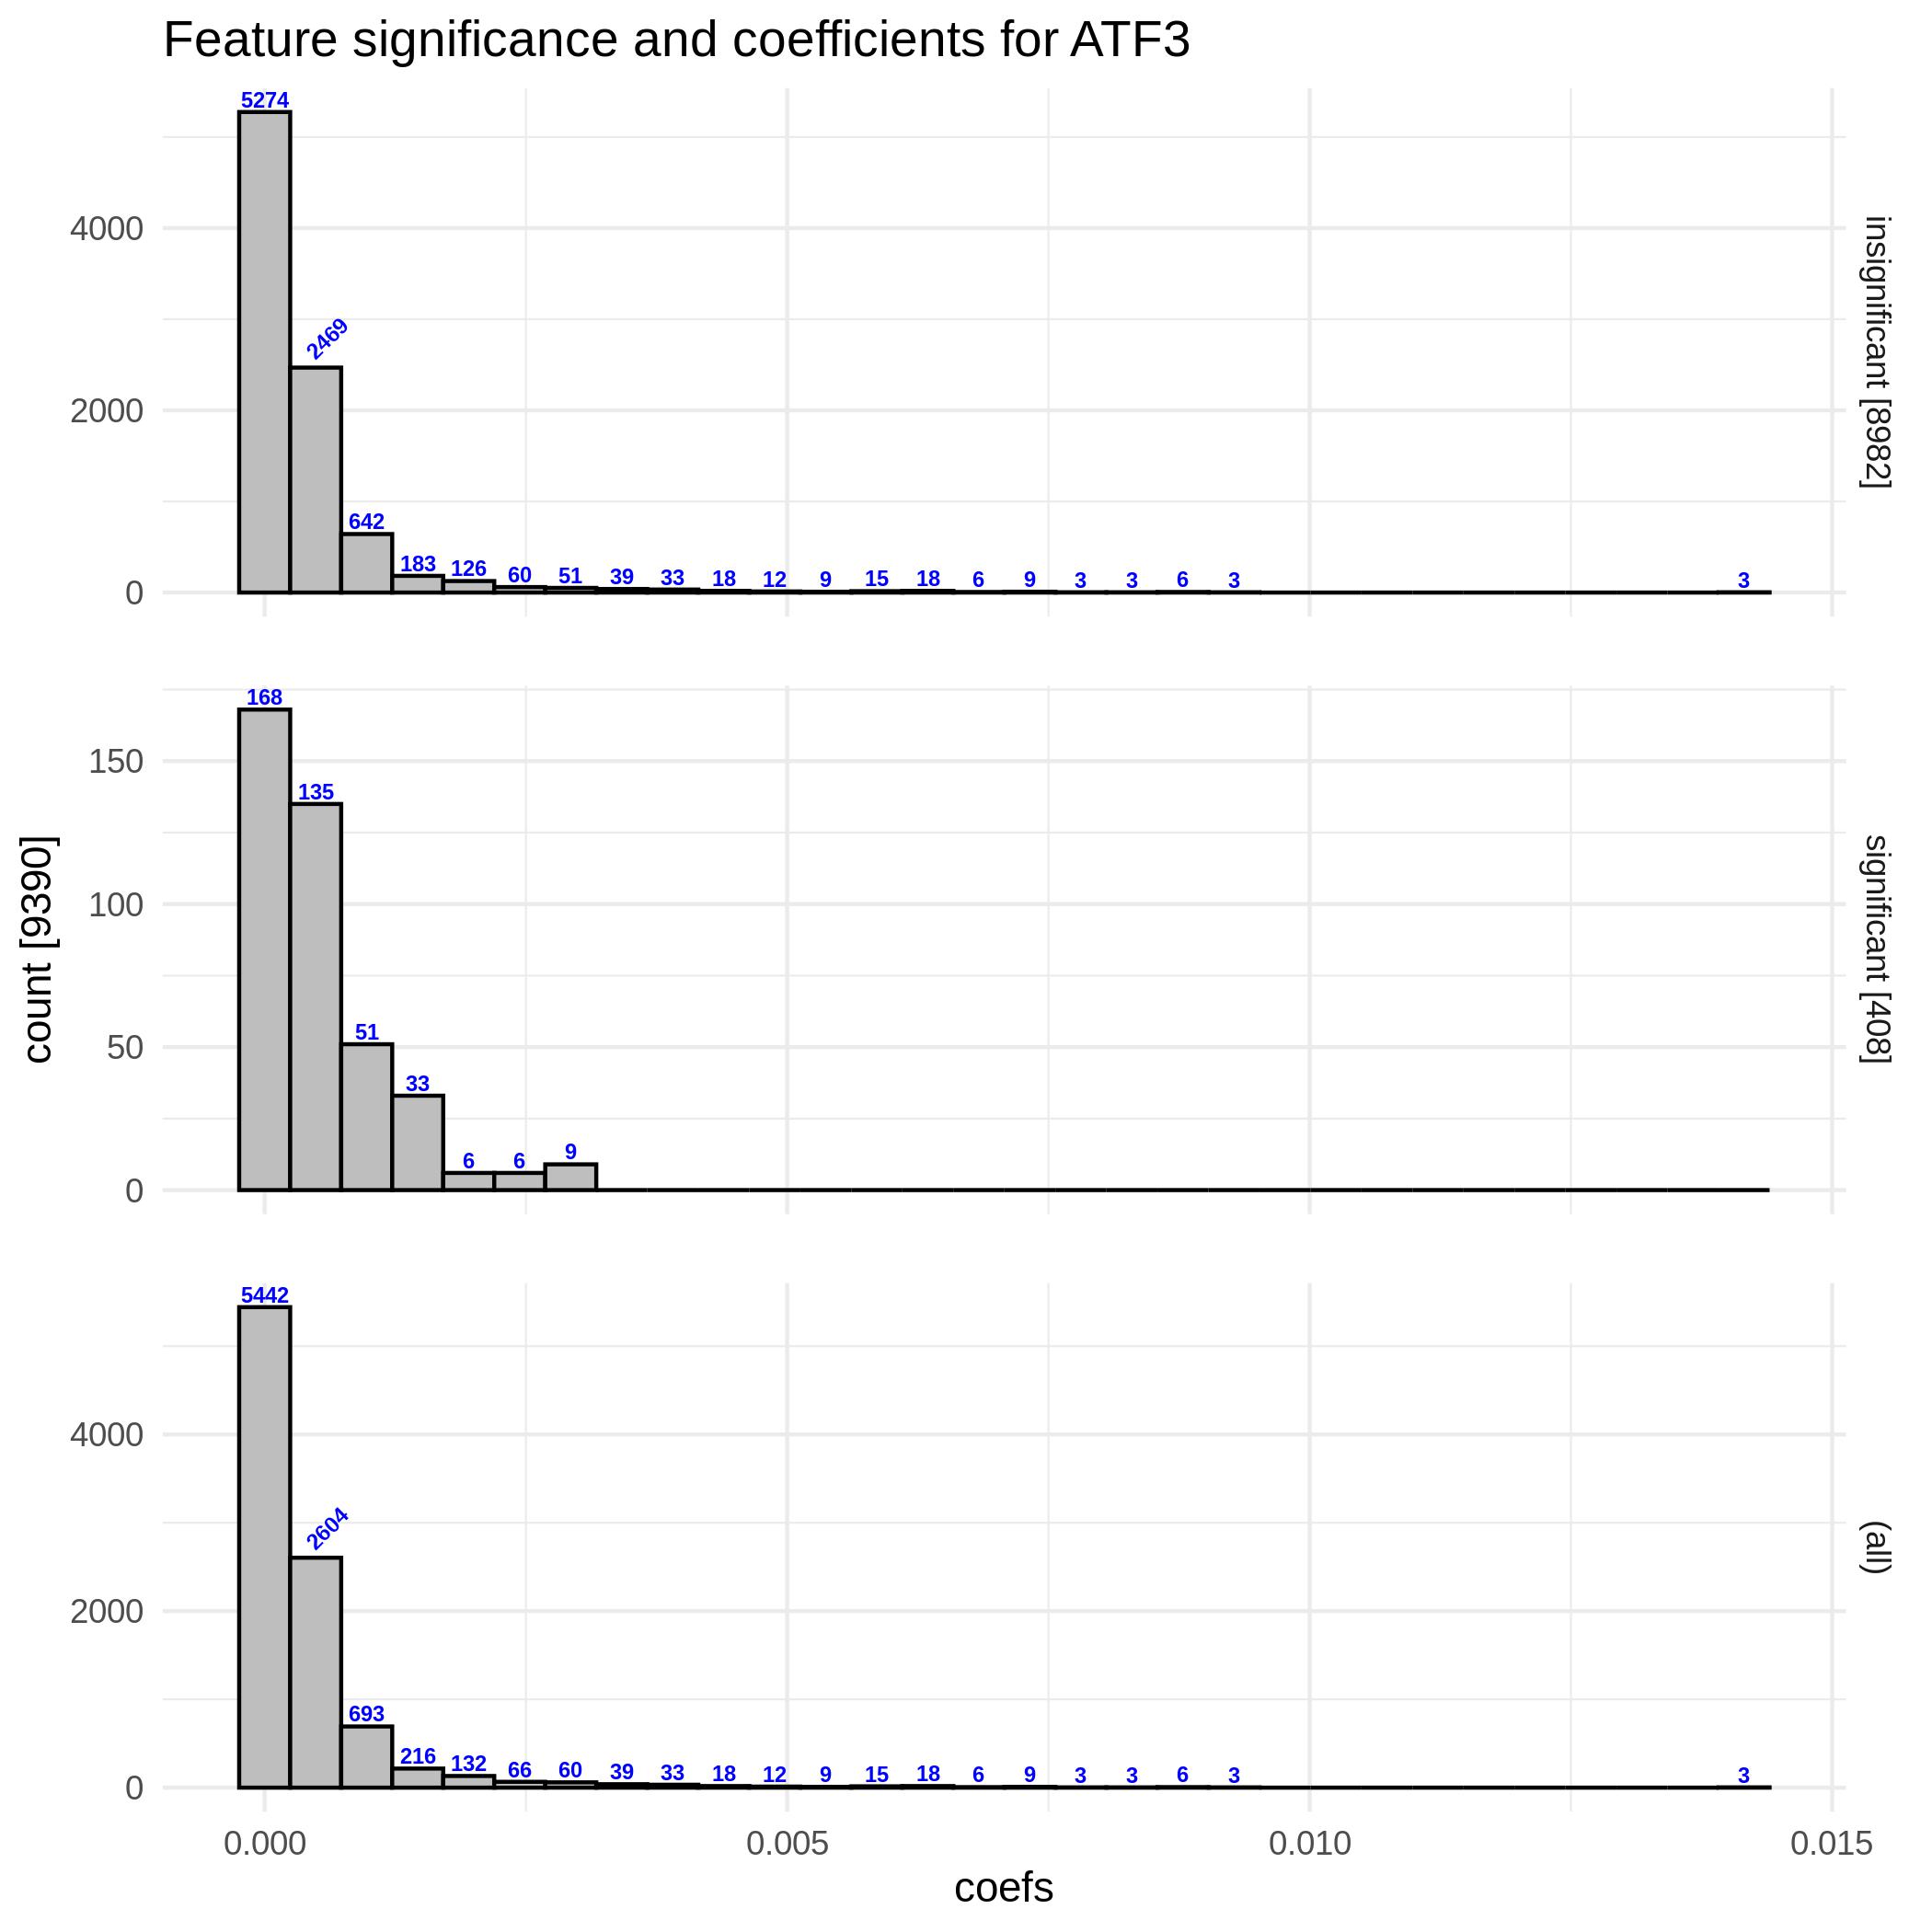 Feature significance and coefficients for ATF3
count [9390]
5274
2469
642
183 126 60 51 39 33 18 12 9 15 18 6 9 3 3 6 3 3
4000
2000
0
insignificant [8982]
168
135
51
33
6 6 9
150
100
50
0
significant [408]
5442
2604
693
216 132 66 60 39 33 18 12 9 15 18 6 9 3 3 6 3 3
4000
2000
0
(all)
0.000 0.005 0.010 0.015
coefs